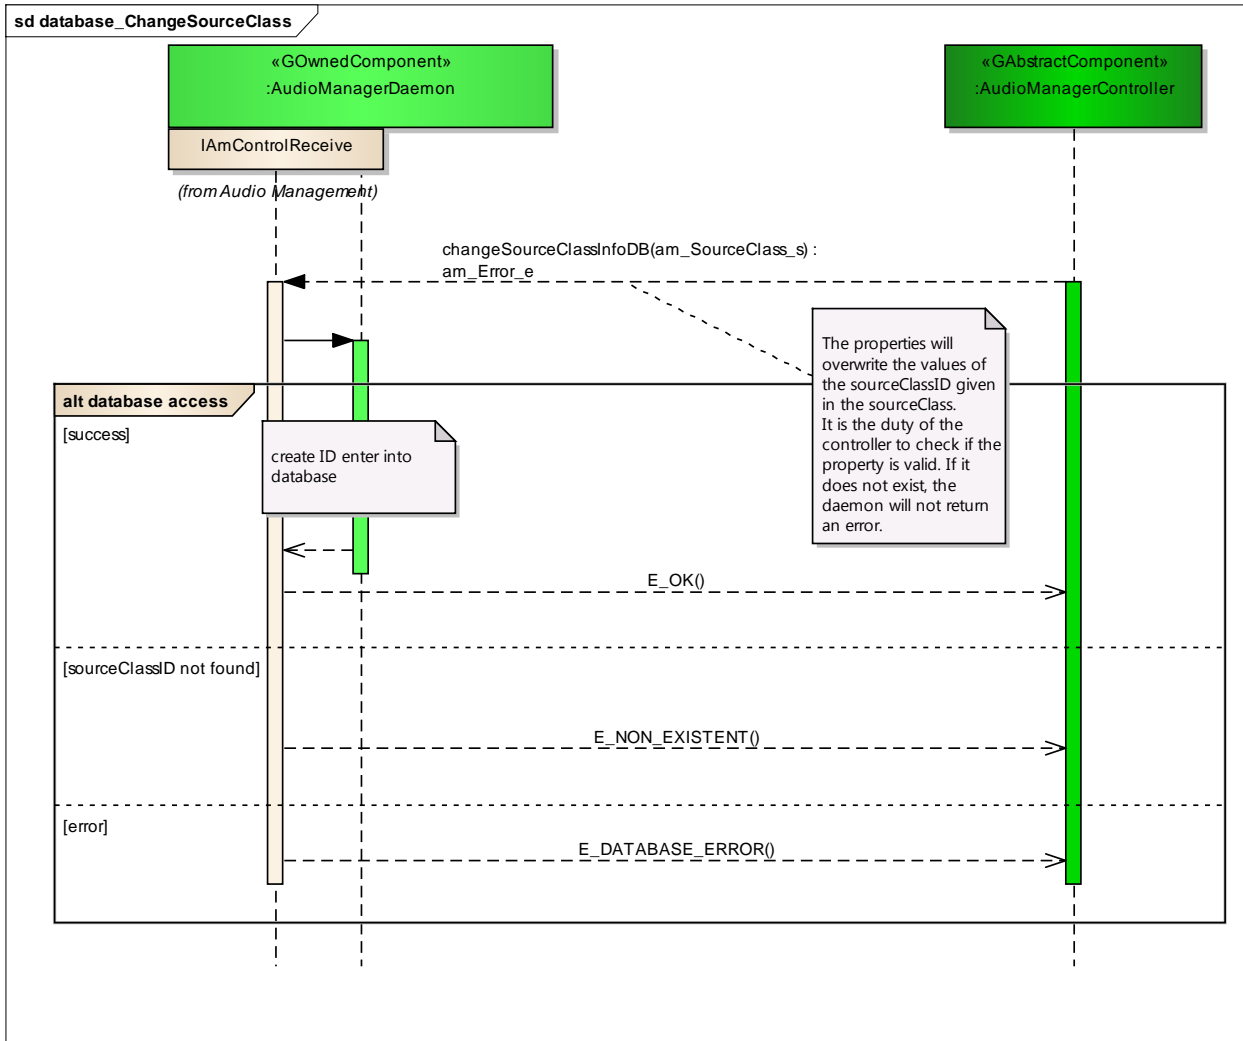 sd database_ChangeSourceClass
«GOwnedComponent»
:AudioManagerDaemon
«GAbstractComponent»
:AudioManagerController
IAmControlReceive
(from Audio Management)
changeSourceClassInfoDB(am_SourceClass_s) :
am_Error_e
The properties will
overwrite the values of
the sourceClassID given
in the sourceClass.
It is the duty of the
controller to check if the
property is valid. If it
does not exist, the
daemon will not return
an error.
alt database access
[success]
create ID enter into
database
E_OK()
[sourceClassID not found]
E_NON_EXISTENT()
[error]
E_DATABASE_ERROR()